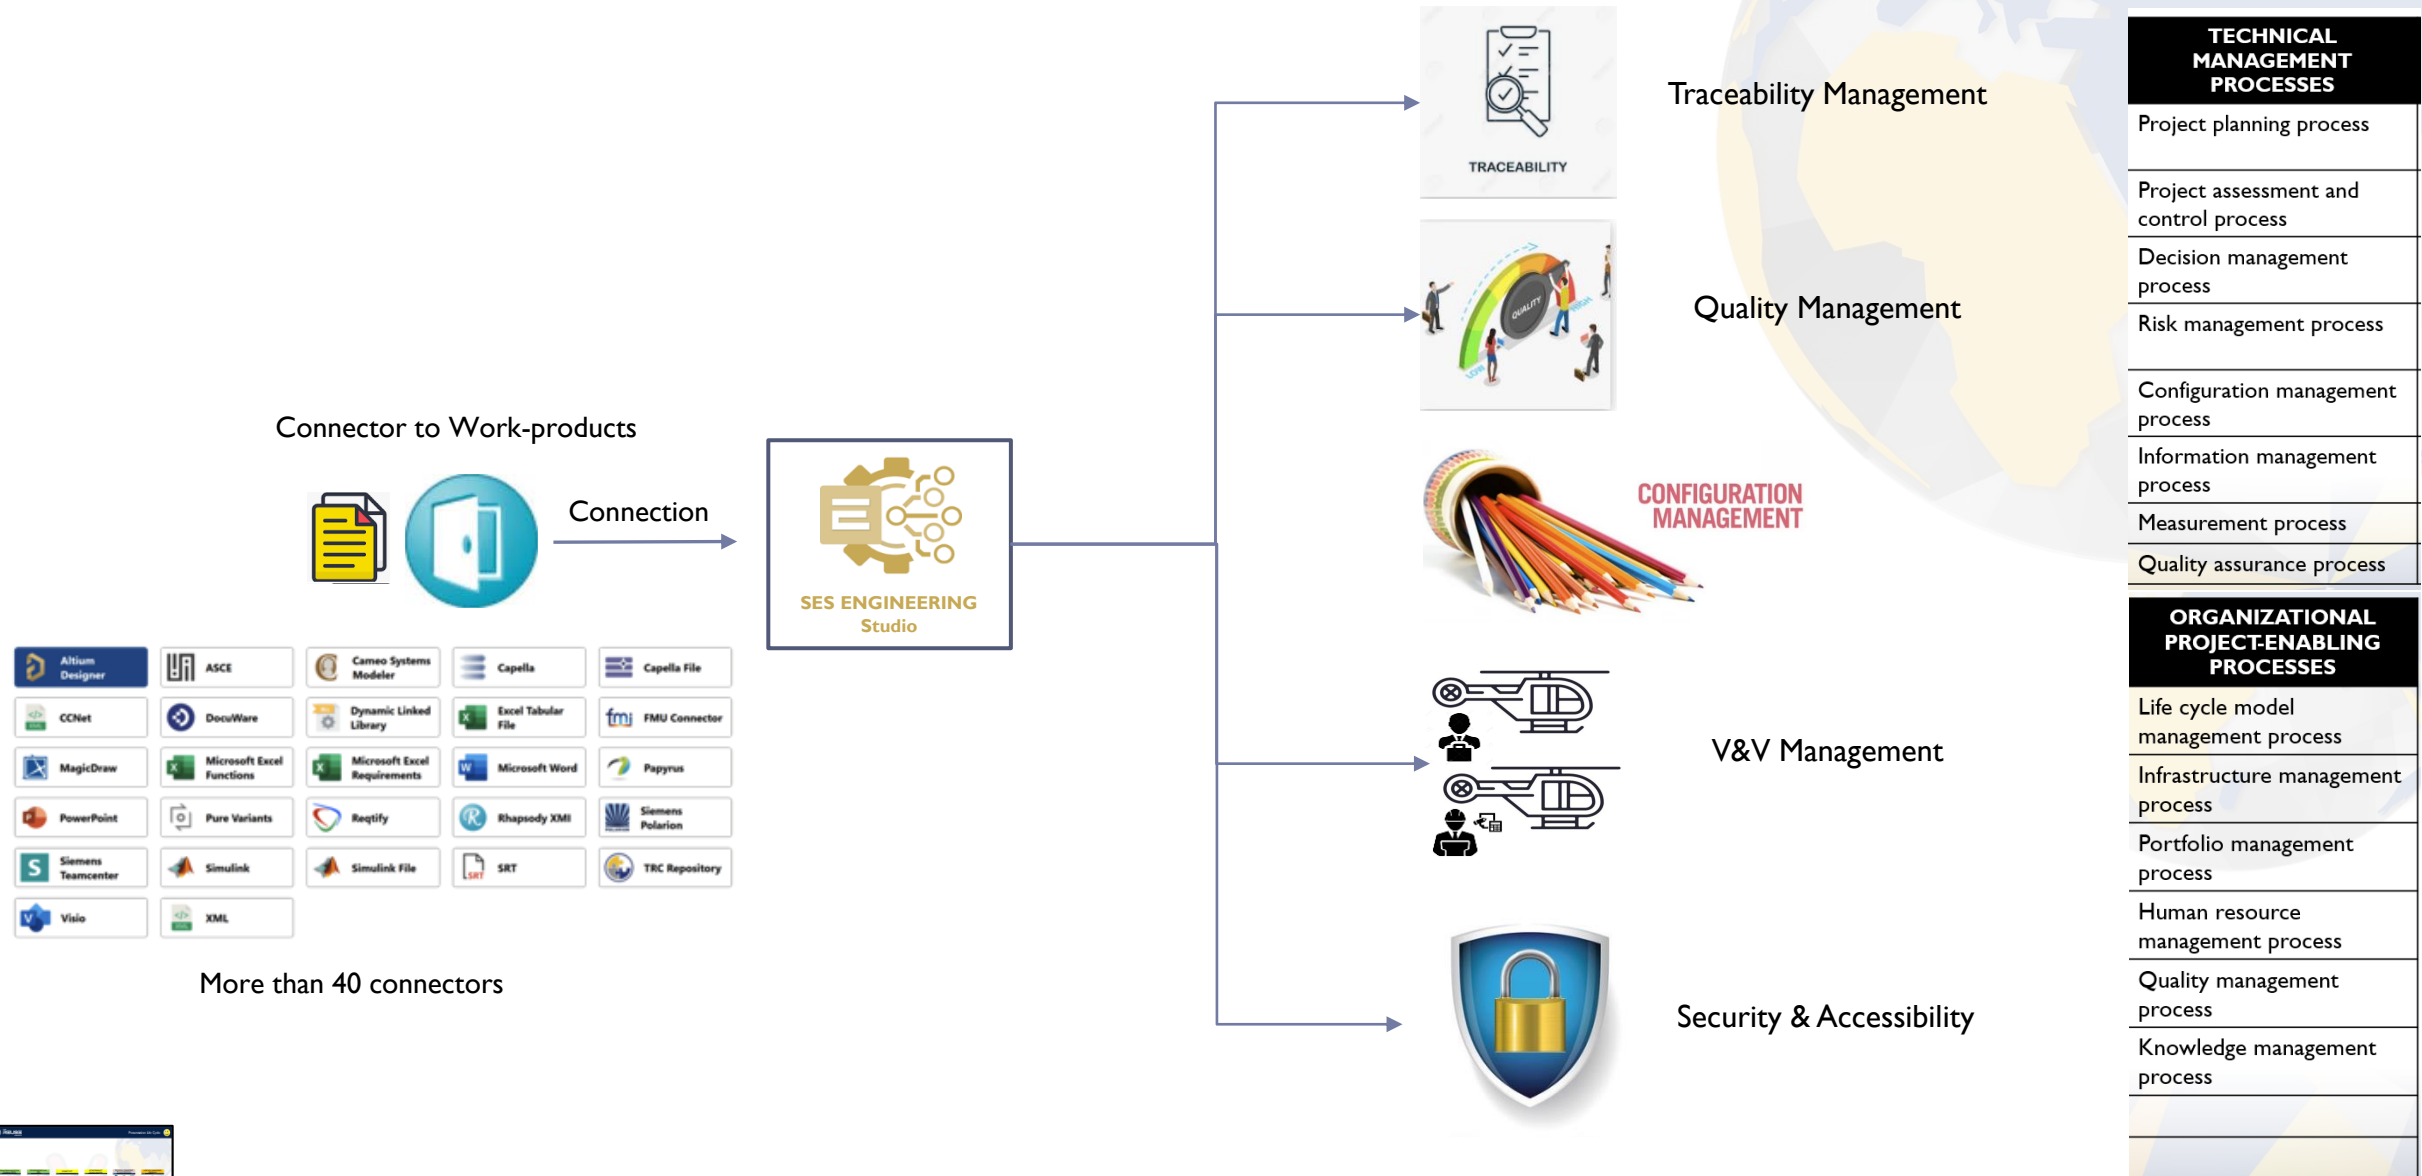 Connector to Work-products
Connection
SES ENGINEERING
Studio
Altium
Designer
ASCE
Cameo Systems
Modeler
Capella
Capella File
CCNet
DocuWare
Dynamic Linked
Library
Excel Tabular
File
fmi
FMU Connector
MagicDraw
Microsoft Excel
Functions
Microsoft Excel
Requirements
Microsoft Word
Papyrus
PowerPoint
Pure Variants
Reqtify
Rhapsody XMI
Siemens
Polarion
Siemens
Teamcenter
Simulink
Simulink File
SRT
SRT
TRC Repository
Visio
XML
More than 40 connectors
TRACEABILITY
Traceability Management
QUALITY
LOW
HIGH
Quality Management
CONFIGURATION
MANAGEMENT
V&V Management
Security & Accessibility
TECHNICAL
MANAGEMENT
PROCESSES
Project planning process
Project assessment and
control process
Decision management
process
Risk management process
Configuration management
process
Information management
process
Measurement process
Quality assurance process
ORGANIZATIONAL
PROJECT-ENABLING
PROCESSES
Life cycle model
management process
Infrastructure management
process
Portfolio management
process
Human resource
management process
Quality management
process
Knowledge management
process